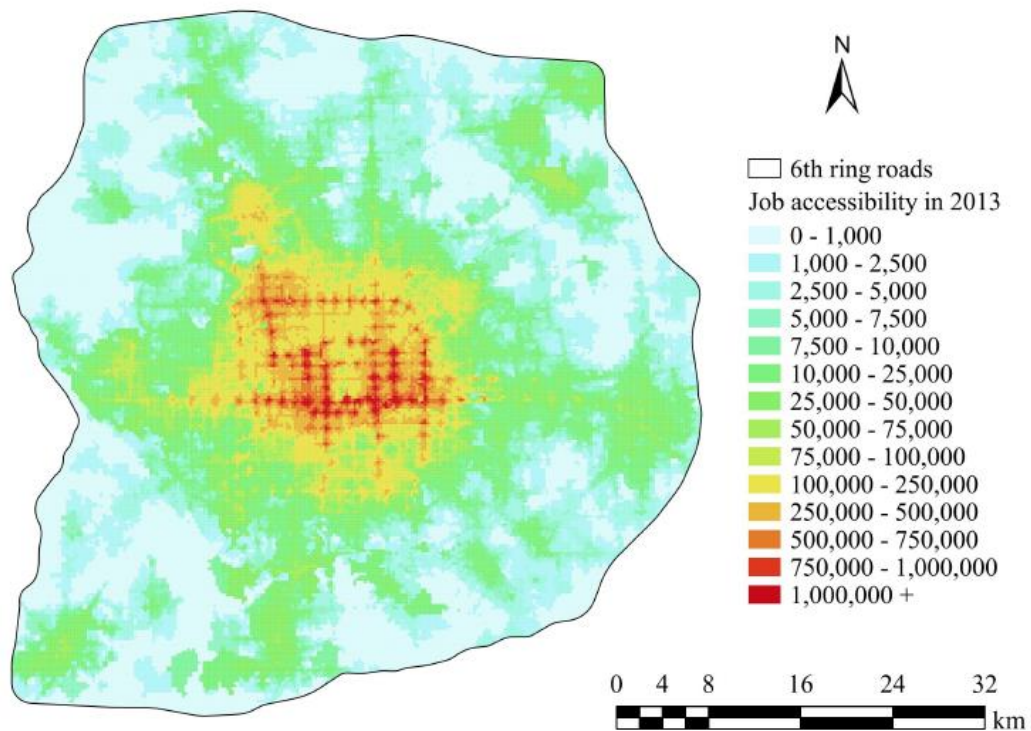 N
6th ring roads
Job accessibility in 2013
0 - 1,000
1,000 - 2,500
2,500 - 5,000
5,000 - 7,500
7,500 - 10,000
10,000 - 25,000
25,000 - 50,000
50,000 - 75,000
75,000 - 100,000
100,000 - 250,000
250,000 - 500,000
500,000 - 750,000
750,000 - 1,000,000
1,000,000 +
0 4 8 16 24 32
km